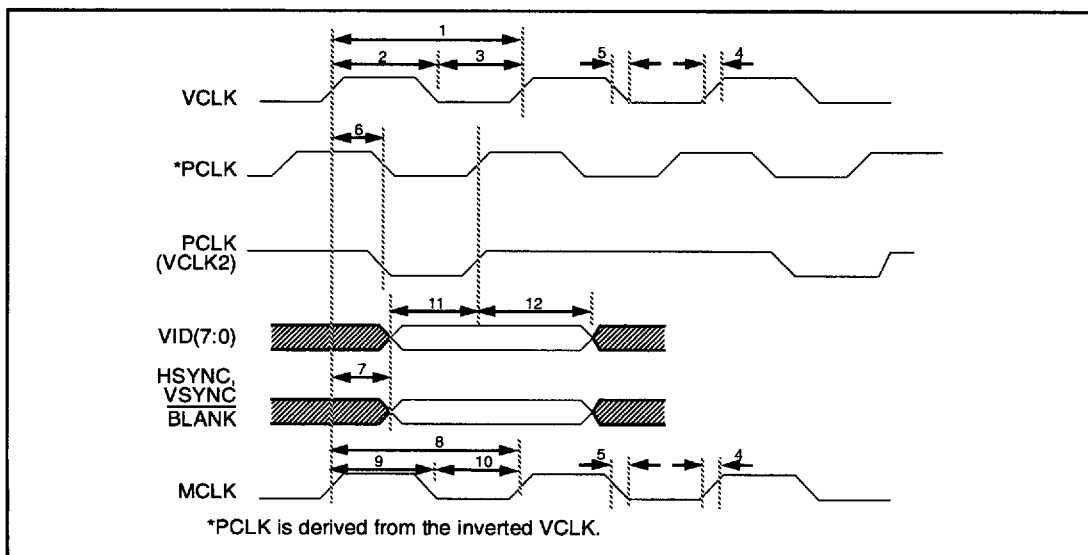 1
2 3 5 4
VCLK
6
*PCLK
PCLK
(VCLK2)
11 12
VID(7:0)
HSYNC,
7
VSYNC
BLANK
8
9 10 5 4
MCLK
*PCLK is derived from the inverted VCLK.